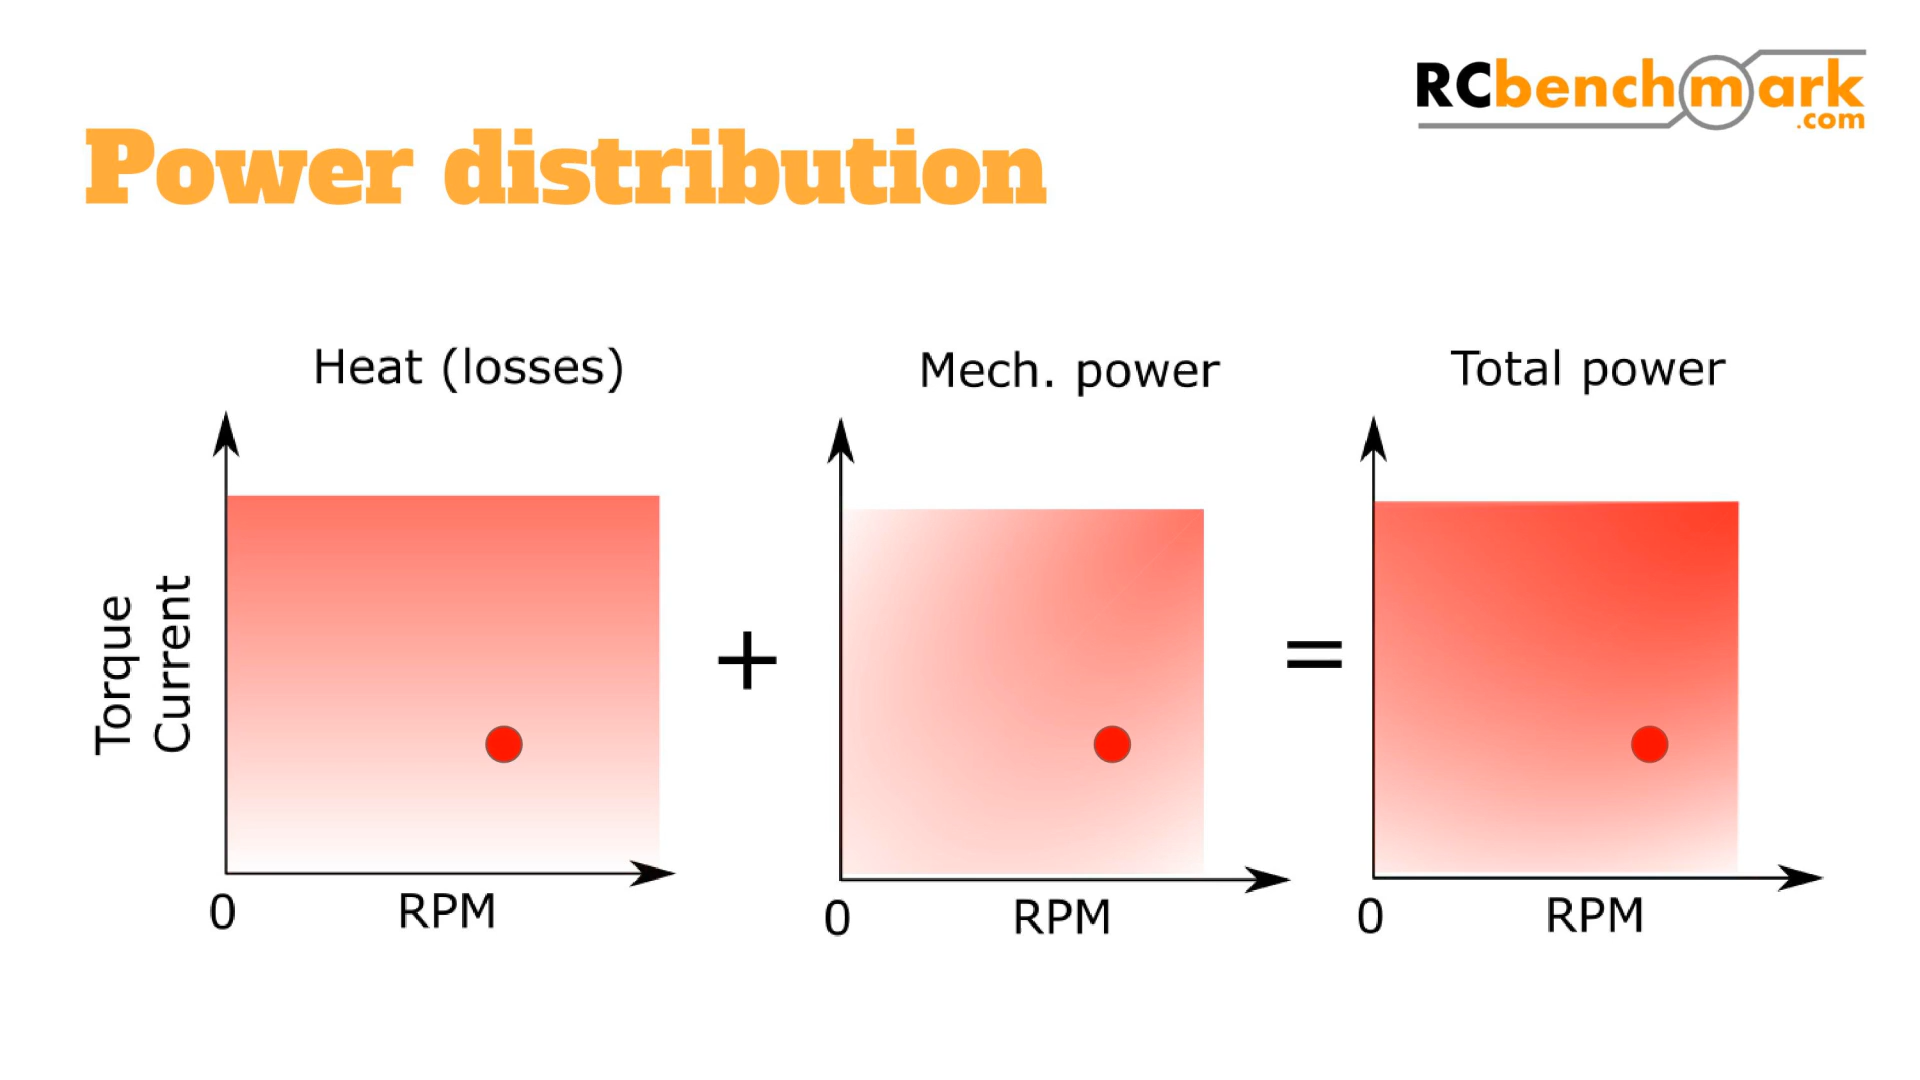 RCbenchmark
.com
Power distribution
Heat (losses)
Mech. power
Total power
Torque
Current
+
=
0
RPM
0
RPM
0
RPM